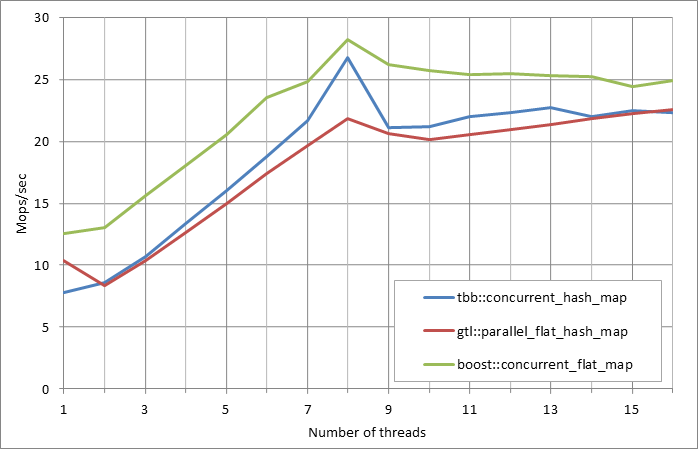 30
25
20
15
10
5
0
Mops/sec
tbb::concurrent_hash_map
gtl::parallel_flat_hash_map
boost::concurrent_flat_map
1 3 5 7 9 11 13 15
Number of threads